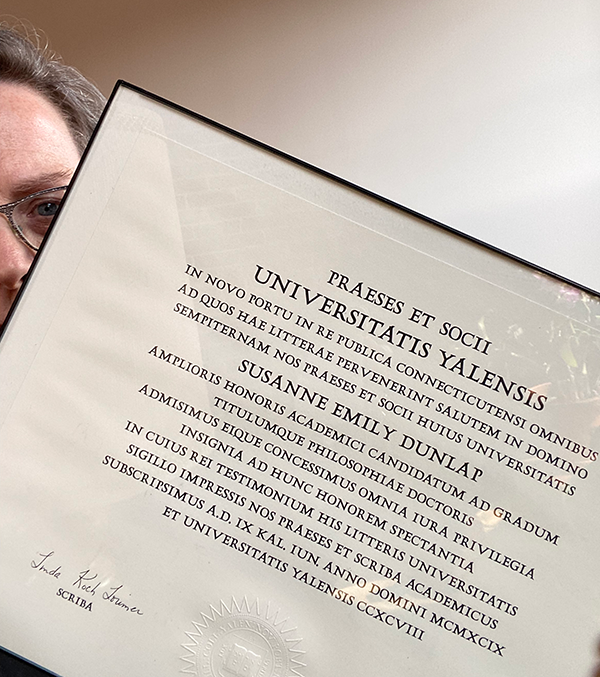 PRAESES ET SOCII
UNIVERSITATIS YALENSIS
IN NOVO PORTU IN RE PUBLICA CONNECTICUTENSI OMNIBUS
AD QUOS HAE LITTERAE PERVENERINT SALUTEM IN DOMINO
SEMPITERNAM NOS PRAESES ET SOCII HUIUS UNIVERSITATIS
SUSANNE EMILY DUNLAP
AMPLIORIS HONORIS ACADEMICI CANDIDATUM AD GRADUM
TITULUMQUE PHILOSOPHIAE DOCTORIS
ADMISIMUS EIQUE CONCESSIMUS OMNIA IURA PRIVILEGIA
INSIGNIA AD HUNC HONOREM SPECTANTIA
IN CUIUS REI TESTIMONIUM HIS LITTERIS UNIVERSITATIS
SIGILLO IMPRESSIS NOS PRAESES ET SCRIBA ACADEMICUS
SUBSCRIPSIMUS A.D. IX KAL. IUN. ANNO DOMINI MCMXCIX
ET UNIVERSITATIS YALENSIS CCXCVIII
Linda Koch Lorimer
SCRIBA